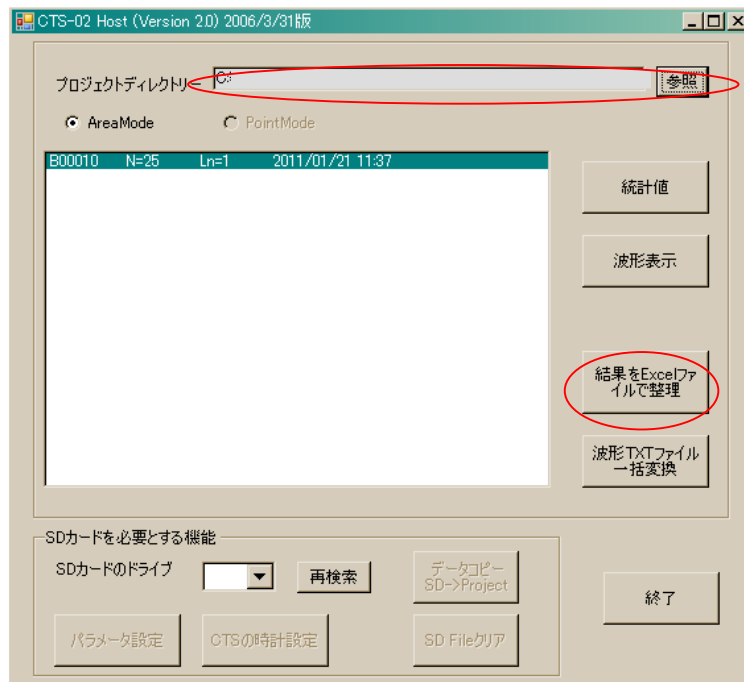 CTS-02 Host (Version 2.0) 2006/3/31版
プロジェクトディレクトリー C:\ 参照
AreaMode PointMode
B00010 N=25 Ln=1 2011/01/21 11:37
統計値
波形表示
結果をExcelファ
イルで整理
波形TXTファイル
一括変換
SDカードを必要とする機能
SDカードのドライブ 再検索
データコピー
SD->Project
パラメータ設定 CTSの時計設定 SD Fileクリア
終了